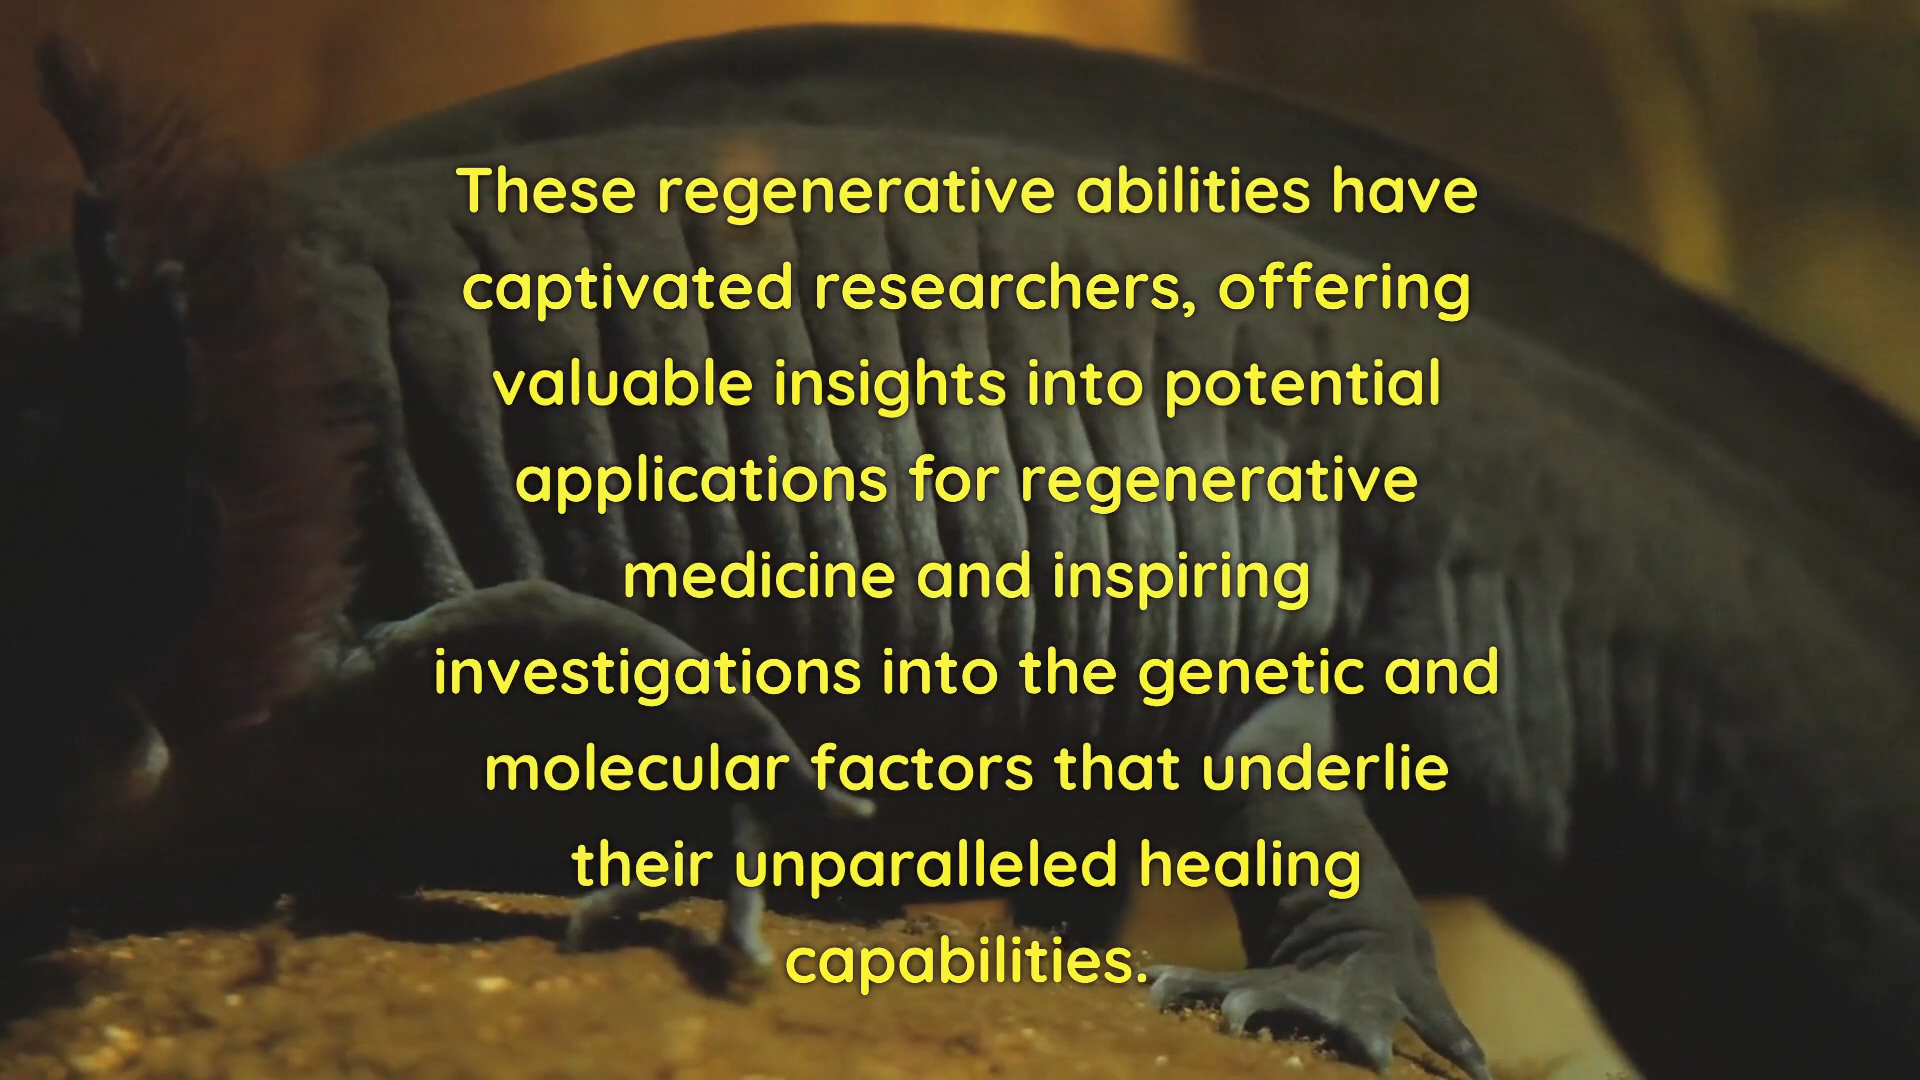 These regenerative abilities have
captivated researchers, offering
valuable insights into potential
applications for regenerative
medicine and inspiring
investigations into the genetic and
molecular factors that underlie
their unparalleled healing
capabilities.